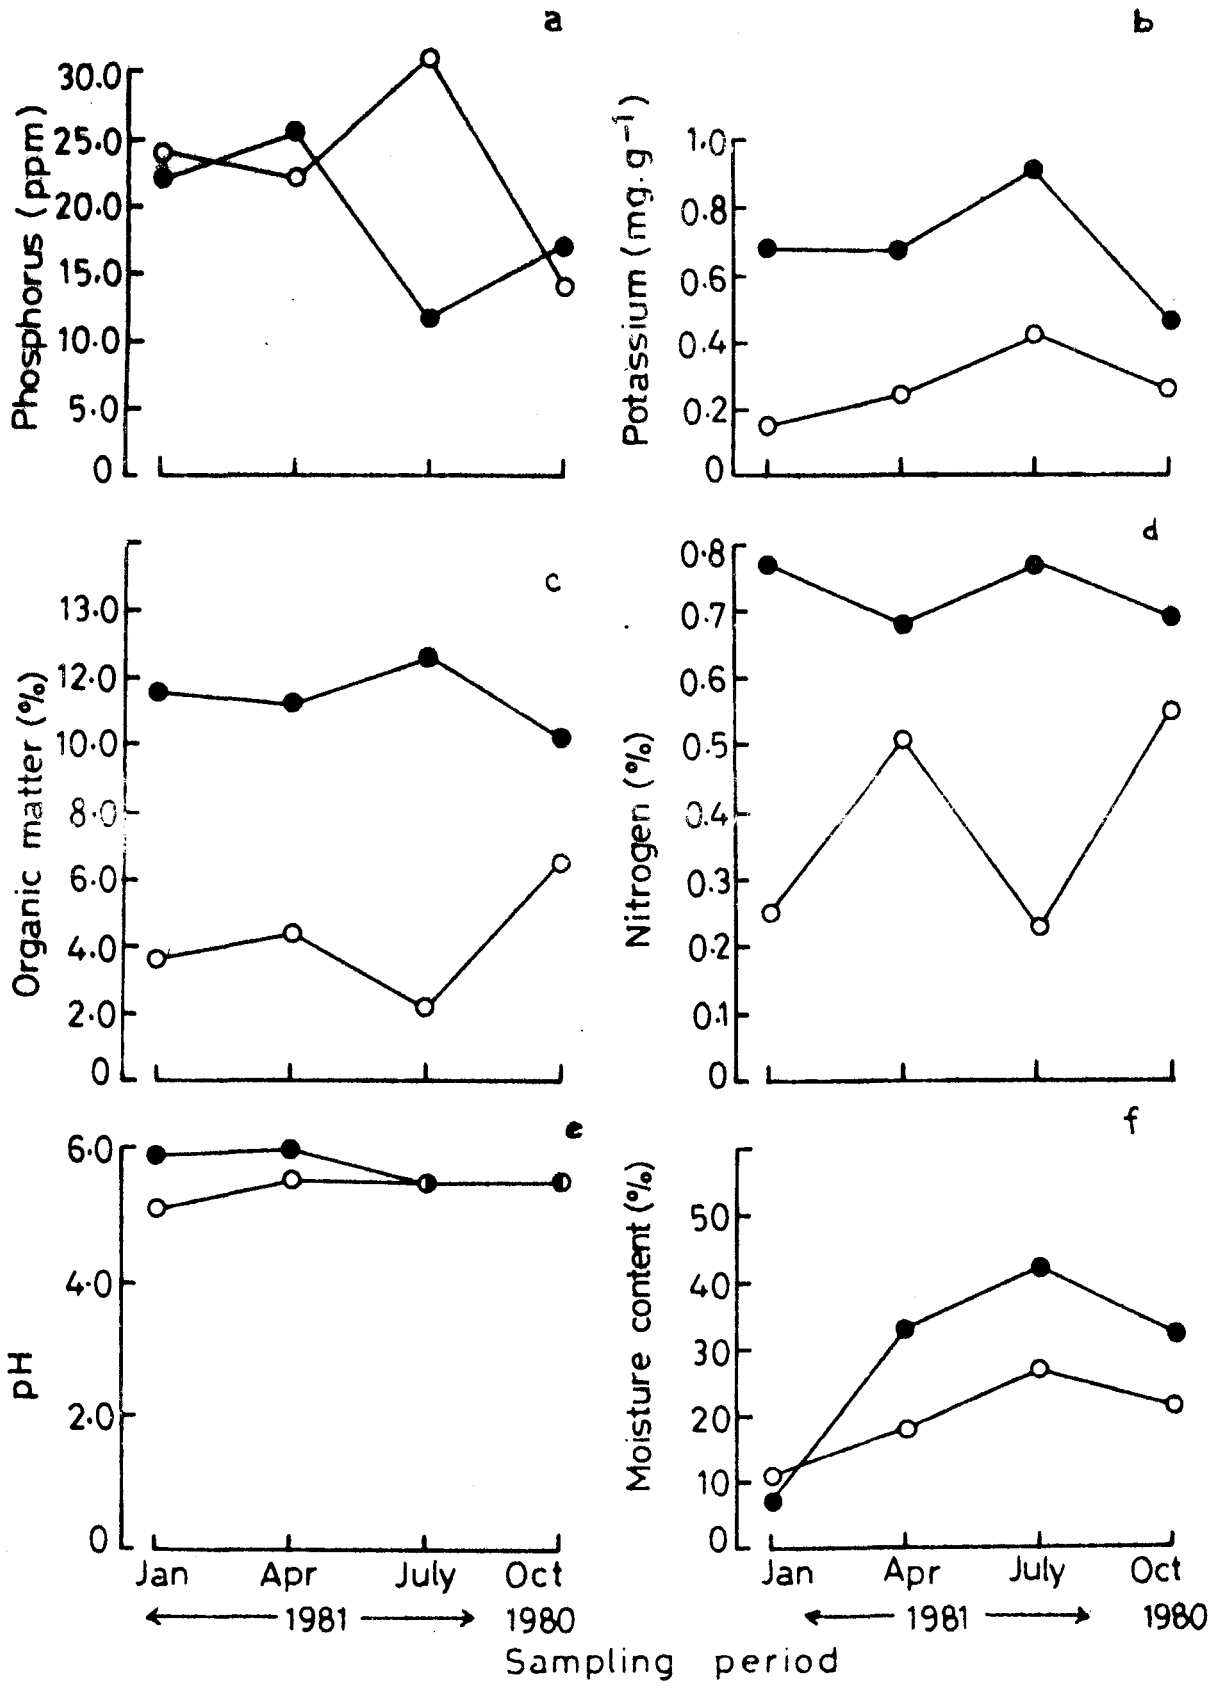 a
Phosphorus (ppm)
30.0
25.0
20.0
15.0
10.0
5.0
0
b
Potassium (mg.g⁻¹)
1.0
0.8
0.6
0.4
0.2
0
c
Organic matter (%)
13.0
12.0
10.0
8.0
6.0
4.0
2.0
0
d
Nitrogen (%)
0.8
0.7
0.6
0.5
0.4
0.3
0.2
0.1
0
e
pH
6.0
4.0
2.0
0
Jan Apr July Oct
1981 1980
f
Moisture content (%)
50
40
30
20
10
0
Jan Apr July Oct
1981 1980
Sampling period